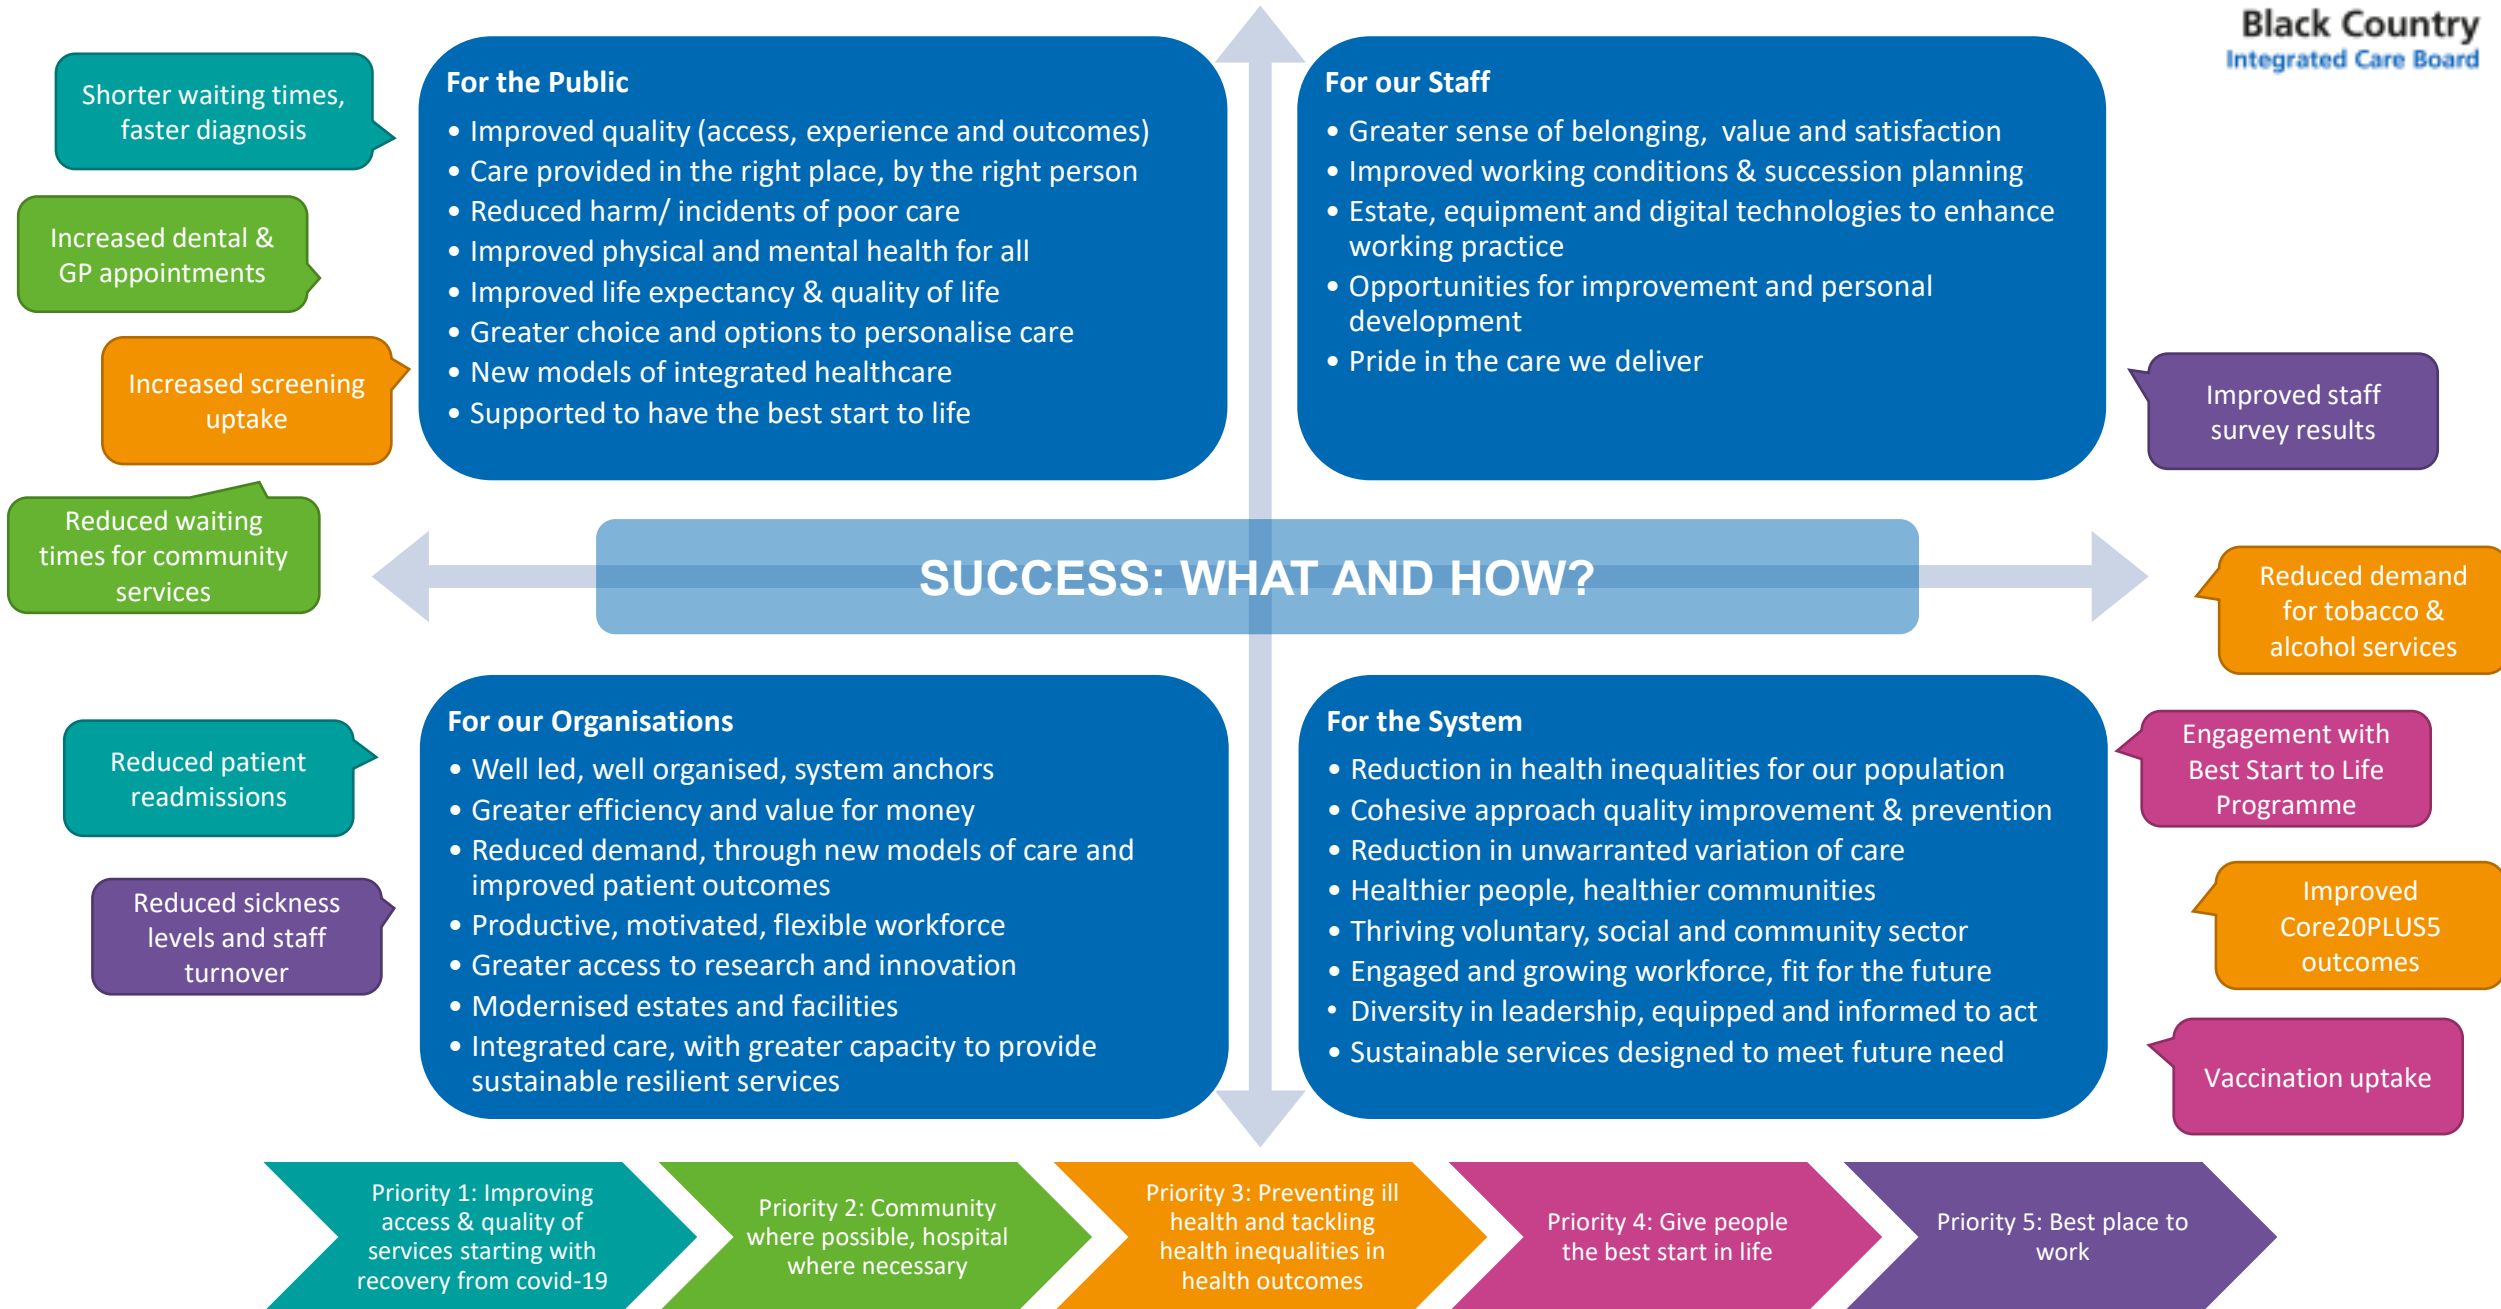 Black Country
Integrated Care Board
Shorter waiting times,
faster diagnosis
Increased dental &
GP appointments
Increased screening
uptake
Reduced waiting
times for community
services
For the Public
• Improved quality (access, experience and outcomes)
• Care provided in the right place, by the right person
• Reduced harm/ incidents of poor care
• Improved physical and mental health for all
• Improved life expectancy & quality of life
• Greater choice and options to personalise care
• New models of integrated healthcare
• Supported to have the best start to life
For our Staff
• Greater sense of belonging, value and satisfaction
• Improved working conditions & succession planning
• Estate, equipment and digital technologies to enhance
working practice
• Opportunities for improvement and personal
development
• Pride in the care we deliver
Improved staff
survey results
SUCCESS: WHAT AND HOW?
Reduced demand
for tobacco &
alcohol services
Reduced patient
readmissions
Reduced sickness
levels and staff
turnover
For our Organisations
• Well led, well organised, system anchors
• Greater efficiency and value for money
• Reduced demand, through new models of care and
improved patient outcomes
• Productive, motivated, flexible workforce
• Greater access to research and innovation
• Modernised estates and facilities
• Integrated care, with greater capacity to provide
sustainable resilient services
For the System
• Reduction in health inequalities for our population
• Cohesive approach quality improvement & prevention
• Reduction in unwarranted variation of care
• Healthier people, healthier communities
• Thriving voluntary, social and community sector
• Engaged and growing workforce, fit for the future
• Diversity in leadership, equipped and informed to act
• Sustainable services designed to meet future need
Engagement with
Best Start to Life
Programme
Improved
Core20PLUS5
outcomes
Vaccination uptake
Priority 1: Improving
access & quality of
services starting with
recovery from covid-19
Priority 2: Community
where possible, hospital
where necessary
Priority 3: Preventing ill
health and tackling
health inequalities in
health outcomes
Priority 4: Give people
the best start in life
Priority 5: Best place to
work